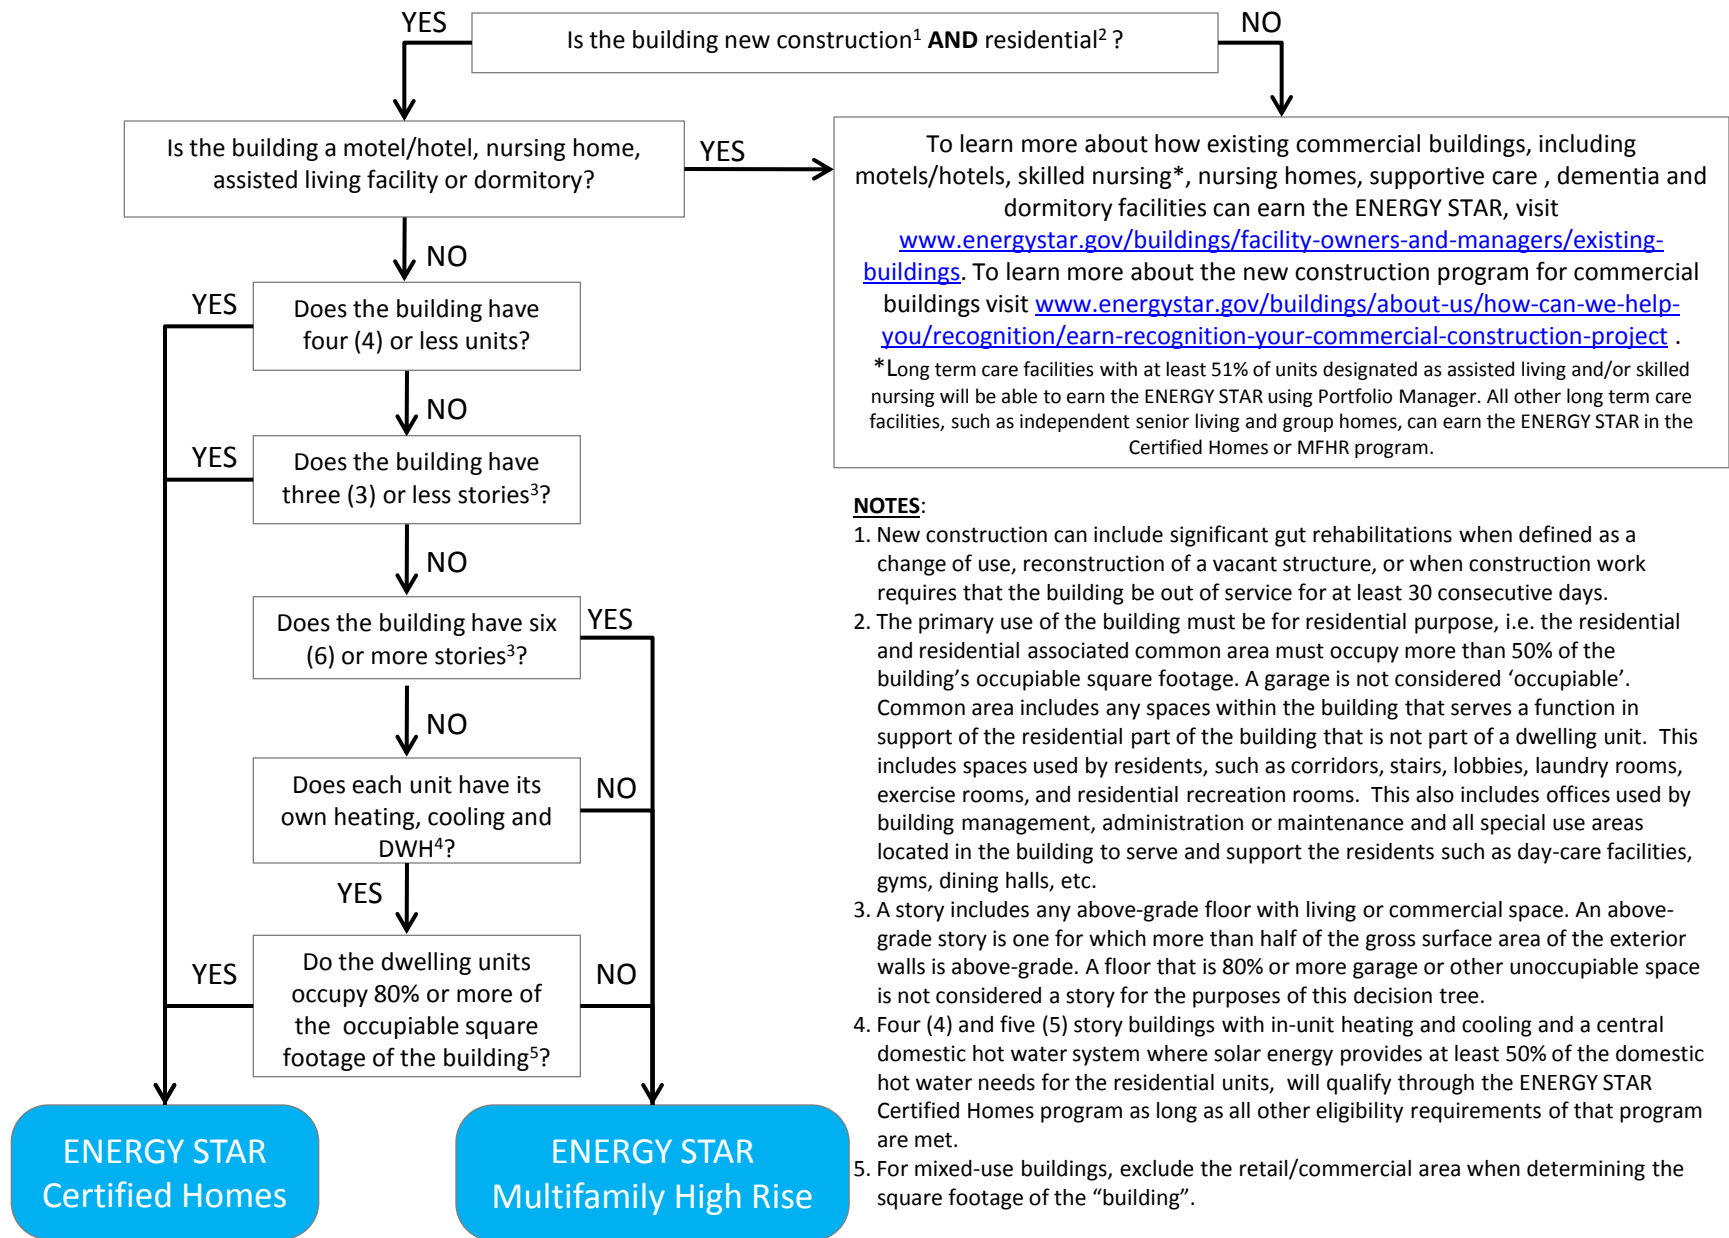 YES
Is the building new construction1 AND residential2 ?
NO
Is the building a motel/hotel, nursing home,
assisted living facility or dormitory?
YES
To learn more about how existing commercial buildings, including
motels/hotels, skilled nursing*, nursing homes, supportive care , dementia and
dormitory facilities can earn the ENERGY STAR, visit
www.energystar.gov/buildings/facility-owners-and-managers/existing-
buildings. To learn more about the new construction program for commercial
buildings visit www.energystar.gov/buildings/about-us/how-can-we-help-
you/recognition/earn-recognition-your-commercial-construction-project .
*Long term care facilities with at least 51% of units designated as assisted living and/or skilled
nursing will be able to earn the ENERGY STAR using Portfolio Manager. All other long term care
facilities, such as independent senior living and group homes, can earn the ENERGY STAR in the
Certified Homes or MFHR program.
NO
YES
Does the building have
four (4) or less units?
NO
YES
Does the building have
three (3) or less stories3?
NO
Does the building have six
(6) or more stories3?
YES
NO
Does each unit have its
own heating, cooling and
DWH4?
NO
YES
YES
Do the dwelling units
occupy 80% or more of
the occupiable square
footage of the building5?
NO
ENERGY STAR
Certified Homes
ENERGY STAR
Multifamily High Rise
NOTES:
1. New construction can include significant gut rehabilitations when defined as a
change of use, reconstruction of a vacant structure, or when construction work
requires that the building be out of service for at least 30 consecutive days.
2. The primary use of the building must be for residential purpose, i.e. the residential
and residential associated common area must occupy more than 50% of the
building’s occupiable square footage. A garage is not considered ‘occupiable’.
Common area includes any spaces within the building that serves a function in
support of the residential part of the building that is not part of a dwelling unit. This
includes spaces used by residents, such as corridors, stairs, lobbies, laundry rooms,
exercise rooms, and residential recreation rooms. This also includes offices used by
building management, administration or maintenance and all special use areas
located in the building to serve and support the residents such as day-care facilities,
gyms, dining halls, etc.
3. A story includes any above-grade floor with living or commercial space. An above-
grade story is one for which more than half of the gross surface area of the exterior
walls is above-grade. A floor that is 80% or more garage or other unoccupiable space
is not considered a story for the purposes of this decision tree.
4. Four (4) and five (5) story buildings with in-unit heating and cooling and a central
domestic hot water system where solar energy provides at least 50% of the domestic
hot water needs for the residential units, will qualify through the ENERGY STAR
Certified Homes program as long as all other eligibility requirements of that program
are met.
5. For mixed-use buildings, exclude the retail/commercial area when determining the
square footage of the “building”.